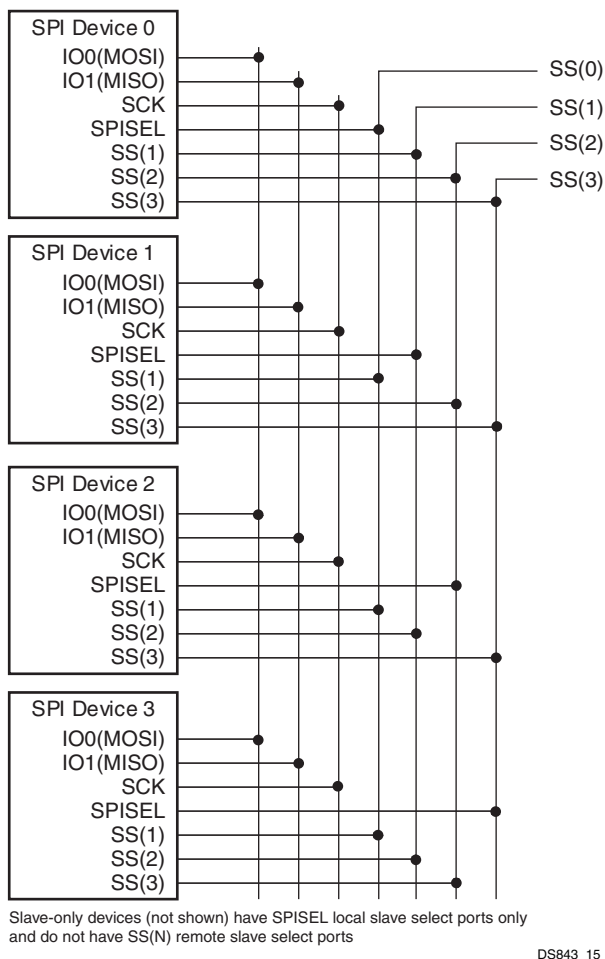 SPI Device 0
IO0(MOSI)
IO1(MISO)
SCK
SPISEL
SS(1)
SS(2)
SS(3)
SS(0)
SS(1)
SS(2)
SS(3)
SPI Device 1
IO0(MOSI)
IO1(MISO)
SCK
SPISEL
SS(1)
SS(2)
SS(3)
SPI Device 2
IO0(MOSI)
IO1(MISO)
SCK
SPISEL
SS(1)
SS(2)
SS(3)
SPI Device 3
IO0(MOSI)
IO1(MISO)
SCK
SPISEL
SS(1)
SS(2)
SS(3)
Slave-only devices (not shown) have SPISEL local slave select ports only
and do not have SS(N) remote slave select ports
DS843_15